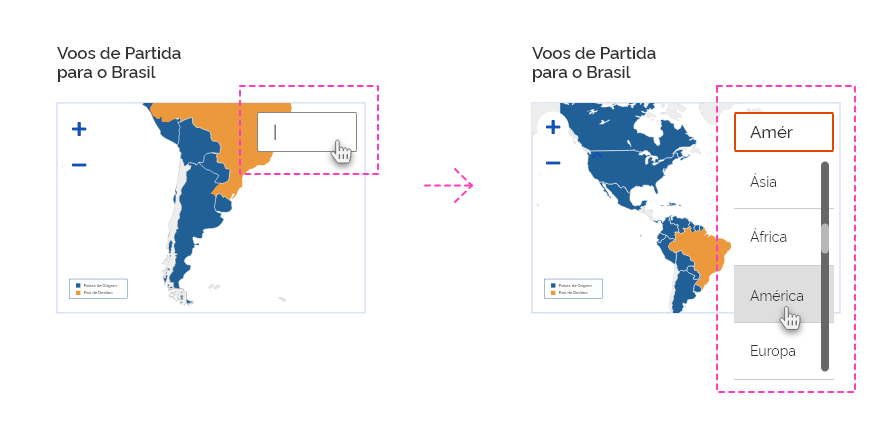 Voos de Partida
para o Brasil
Países de Origem
País de Destino
Voos de Partida
para o Brasil
Amér
Ásia
África
América
Europa
Países de Origem
País de Destino